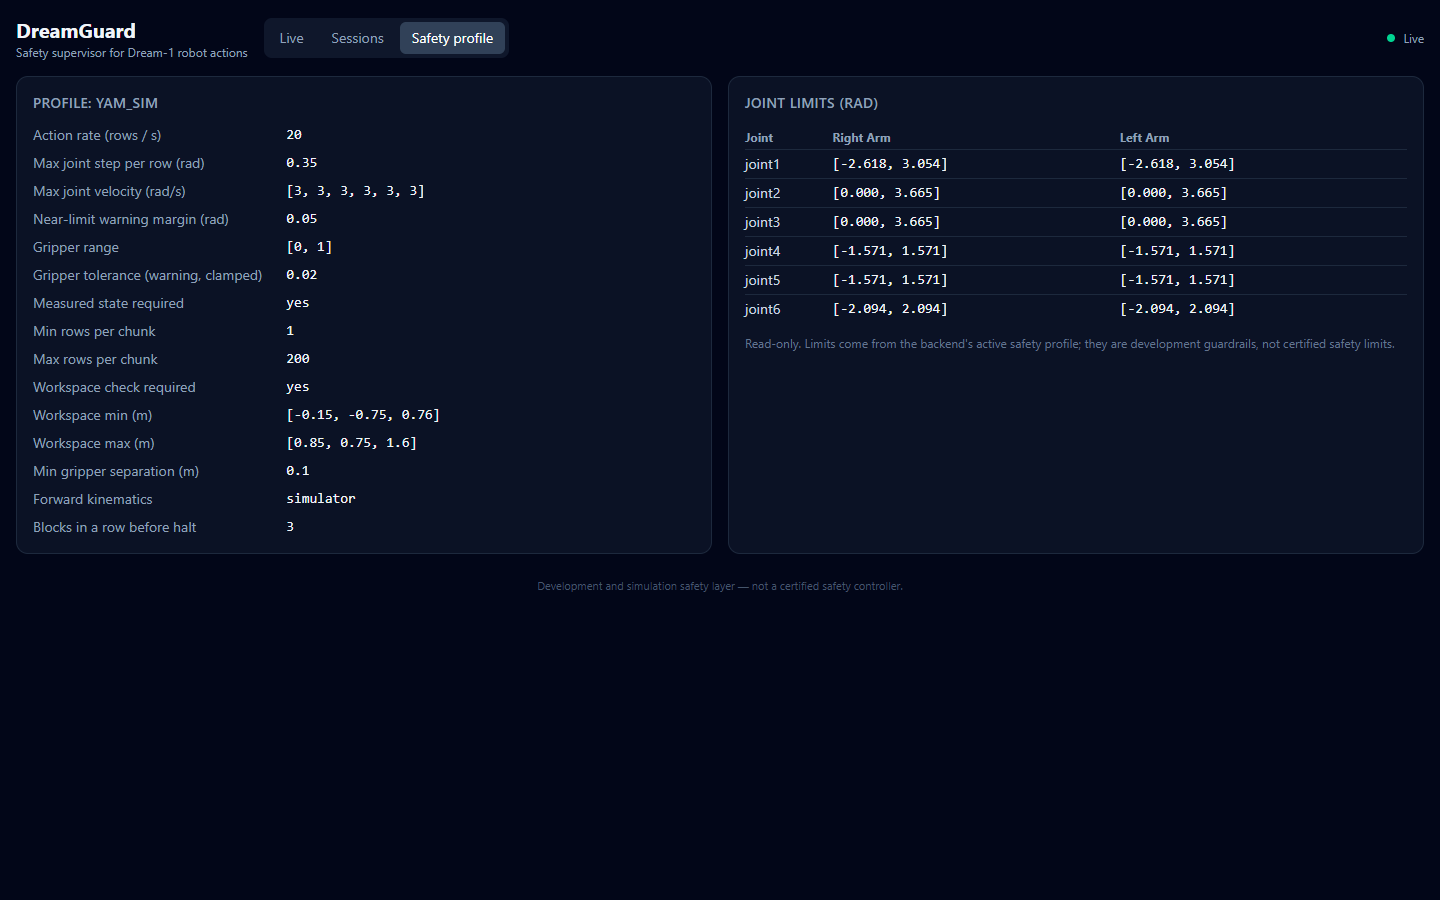 DreamGuard
Safety supervisor for Dream-1 robot actions
Live
Sessions
Safety profile
Live
PROFILE: YAM_SIM
Action rate (rows / s) 20
Max joint step per row (rad) 0.35
Max joint velocity (rad/s) [3, 3, 3, 3, 3, 3]
Near-limit warning margin (rad) 0.05
Gripper range [0, 1]
Gripper tolerance (warning, clamped) 0.02
Measured state required yes
Min rows per chunk 1
Max rows per chunk 200
Workspace check required yes
Workspace min (m) [-0.15, -0.75, 0.76]
Workspace max (m) [0.85, 0.75, 1.6]
Min gripper separation (m) 0.1
Forward kinematics simulator
Blocks in a row before halt 3
JOINT LIMITS (RAD)
Joint Right Arm Left Arm
joint1 [-2.618, 3.054] [-2.618, 3.054]
joint2 [0.000, 3.665] [0.000, 3.665]
joint3 [0.000, 3.665] [0.000, 3.665]
joint4 [-1.571, 1.571] [-1.571, 1.571]
joint5 [-1.571, 1.571] [-1.571, 1.571]
joint6 [-2.094, 2.094] [-2.094, 2.094]
Read-only. Limits come from the backend's active safety profile; they are development guardrails, not certified safety limits.
Development and simulation safety layer — not a certified safety controller.